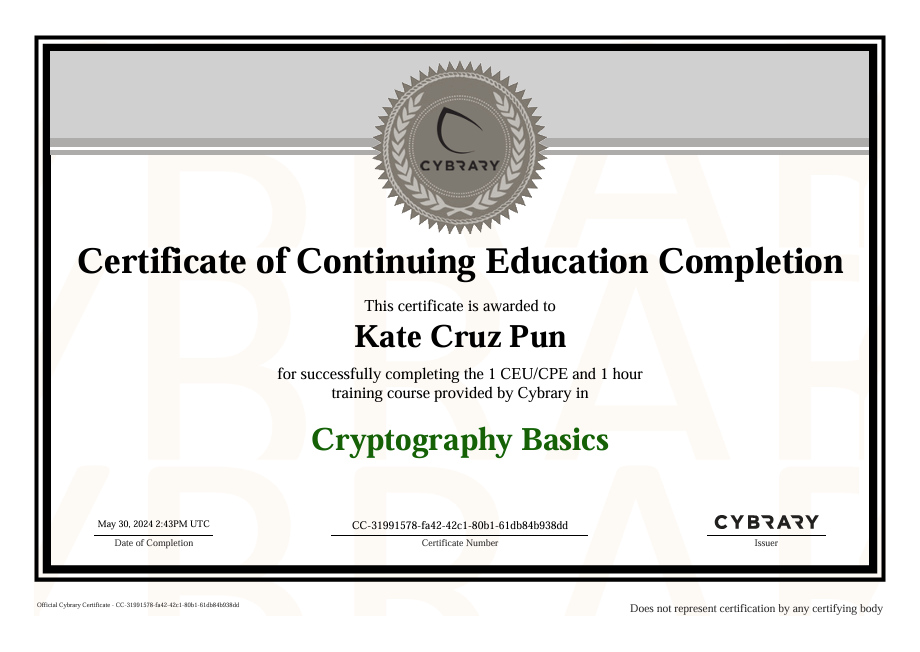 CYBRARY
Certificate of Continuing Education Completion
This certificate is awarded to
Kate Cruz Pun
for successfully completing the 1 CEU/CPE and 1 hour
training course provided by Cybrary in
Cryptography Basics
May 30, 2024 2:43PM UTC
Date of Completion
CC-31991578-fa42-42c1-80b1-61db84b938dd
Certificate Number
CYBRARY
Issuer
Official Cybrary Certificate - CC-31991578-fa42-42c1-80b1-61db84b938dd
Does not represent certification by any certifying body